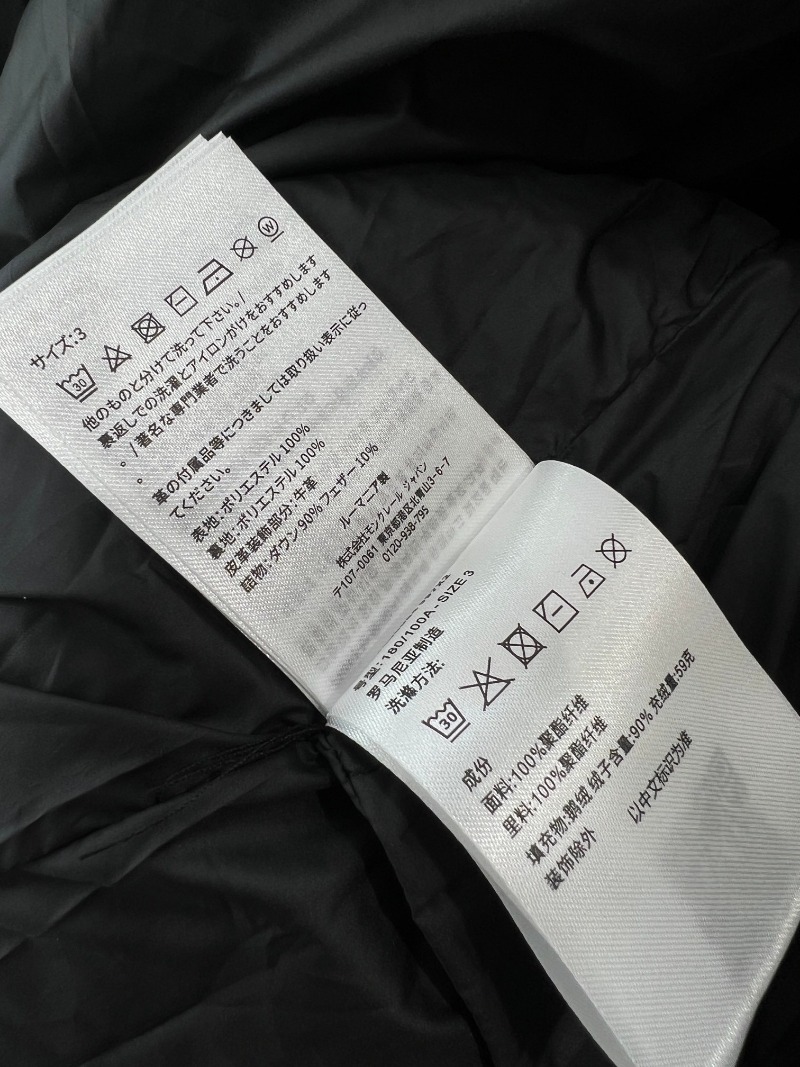 サイズ:3
30
W
他のものと分けて洗って下さい。/
裏返しての洗濯とアイロンがけをおすすめします
。/著名な専門業者で洗うことをおすすめします
。
革の付属品等につきましては取り扱い表示に従っ
てください。
表地:ポリエステル100%
裏地:ポリエステル100%
皮革装飾部分:牛革
詰物:ダウン 90% フェザー 10%
ルーマニア製
株式会社モンクレール ジャパン
〒107-0061 東京都港区北青山3-6-7
0120-938-795
号型:180/100A - SIZE 3
罗马尼亚制造
洗涤方法:
30
成份
面料:100%聚酯纤维
里料:100%聚酯纤维
填充物:鹅绒 绒子含量:90% 充绒量:59克
装饰除外
以中文标识为准